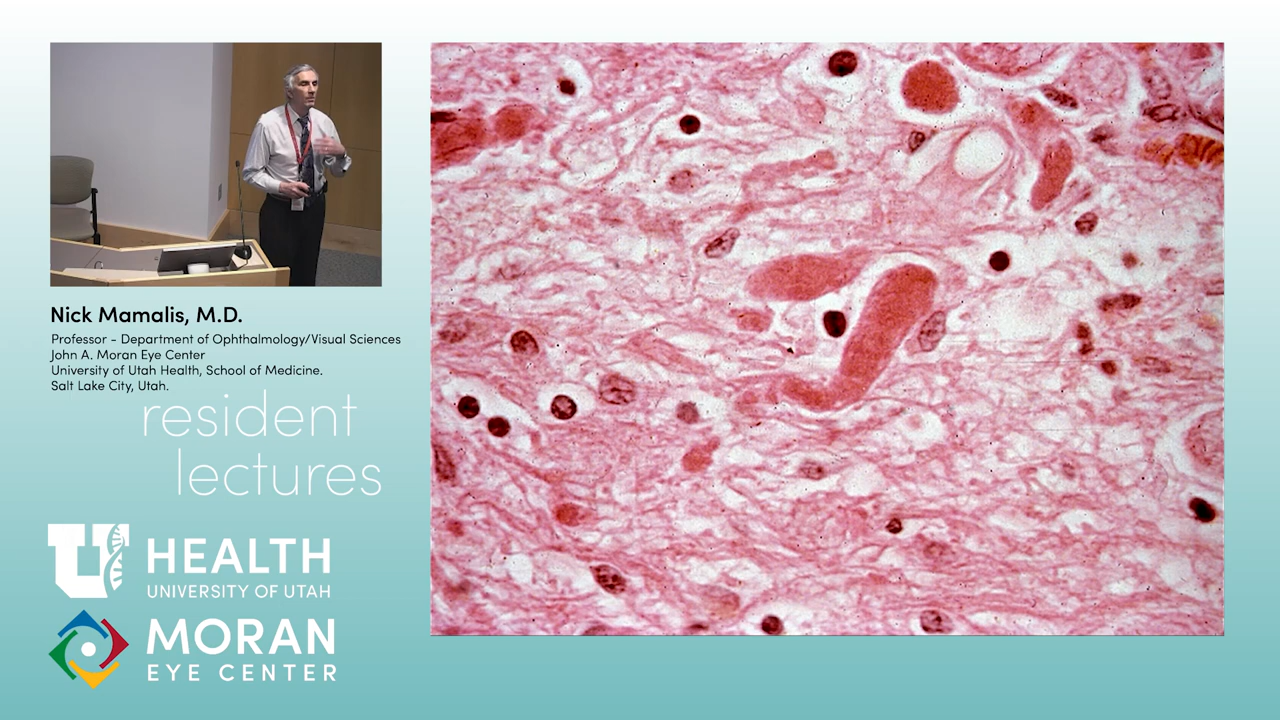 Nick Mamalis, M.D.
Professor - Department of Ophthalmology/Visual Sciences
John A. Moran Eye Center
University of Utah Health, School of Medicine.
Salt Lake City, Utah.
resident
lectures
U HEALTH
UNIVERSITY OF UTAH
MORAN
EYE CENTER